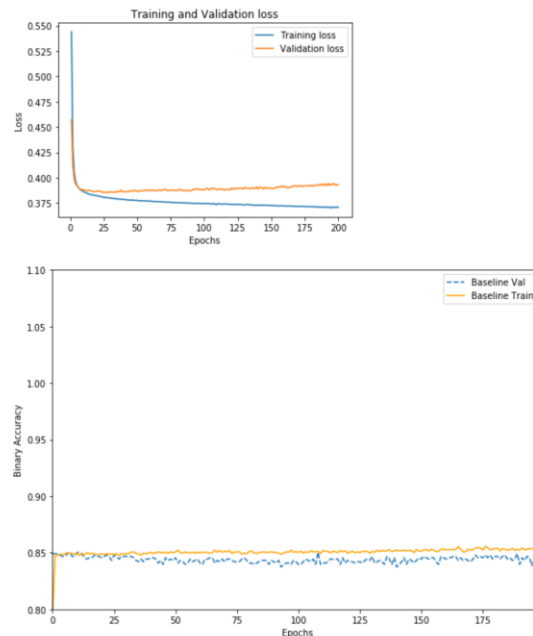 Training and Validation loss
0.550
0.525
0.500
0.475
0.450
0.425
0.400
0.375
Loss
Training loss
Validation loss
0 25 50 75 100 125 150 175 200
Epochs
1.10
1.05
1.00
0.95
0.90
0.85
0.80
Binary Accuracy
Baseline Val
Baseline Train
0 25 50 75 100 125 150 175
Epochs